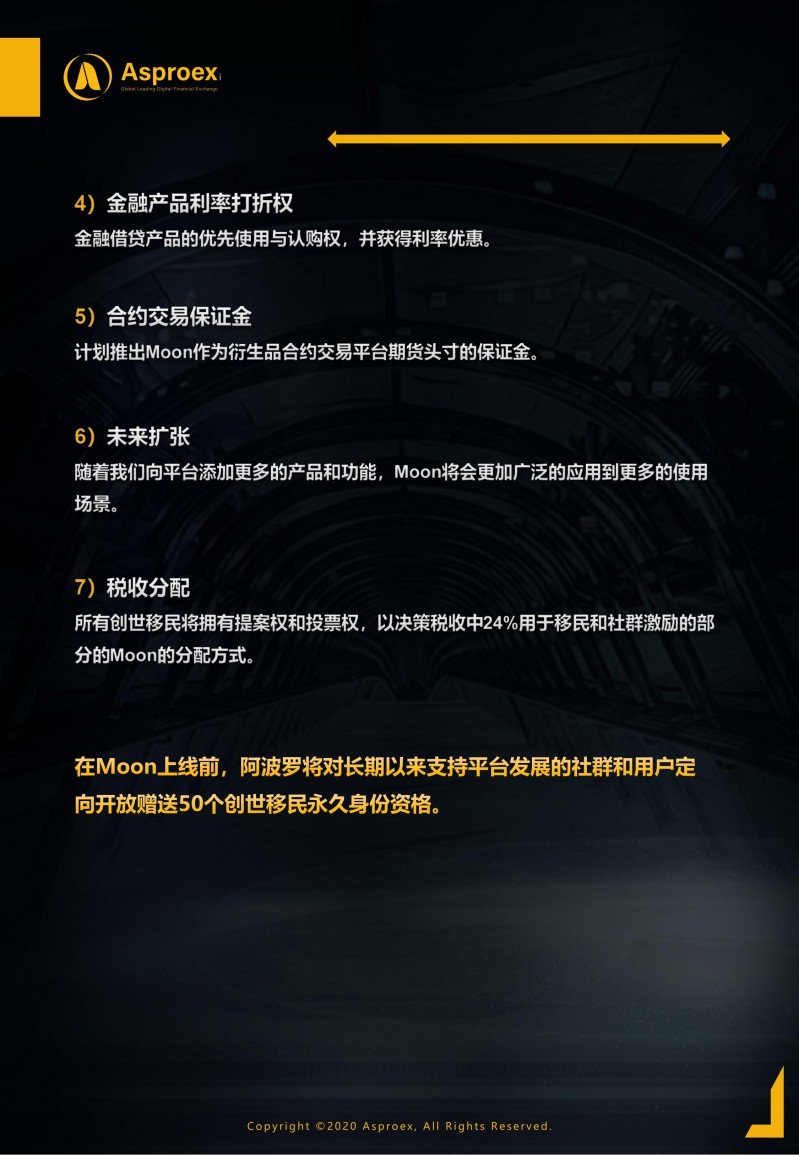 Asproex
Global Leading Digital Financial Exchange
4）金融产品利率打折权
金融借贷产品的优先使用与认购权，并获得利率优惠。
5）合约交易保证金
计划推出Moon作为衍生品合约交易平台期货头寸的保证金。
6）未来扩张
随着我们向平台添加更多的产品和功能，Moon将会更加广泛的应用到更多的使用
场景。
7）税收分配
所有创世移民将拥有提案权和投票权，以决策税收中24%用于移民和社群激励的部
分的Moon的分配方式。
在Moon上线前，阿波罗将对长期以来支持平台发展的社群和用户定
向开放赠送50个创世移民永久身份资格。
Copyright ©2020 Asproex, All Rights Reserved.